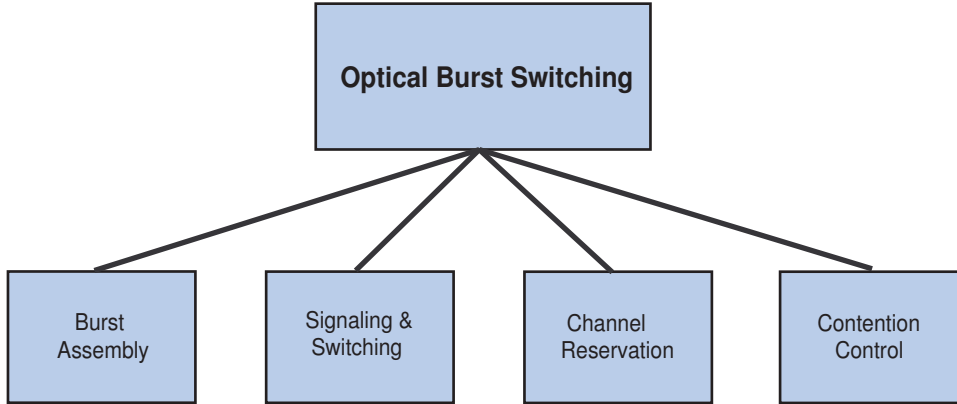 Optical Burst Switching
Burst
Assembly
Signaling &
Switching
Channel
Reservation
Contention
Control